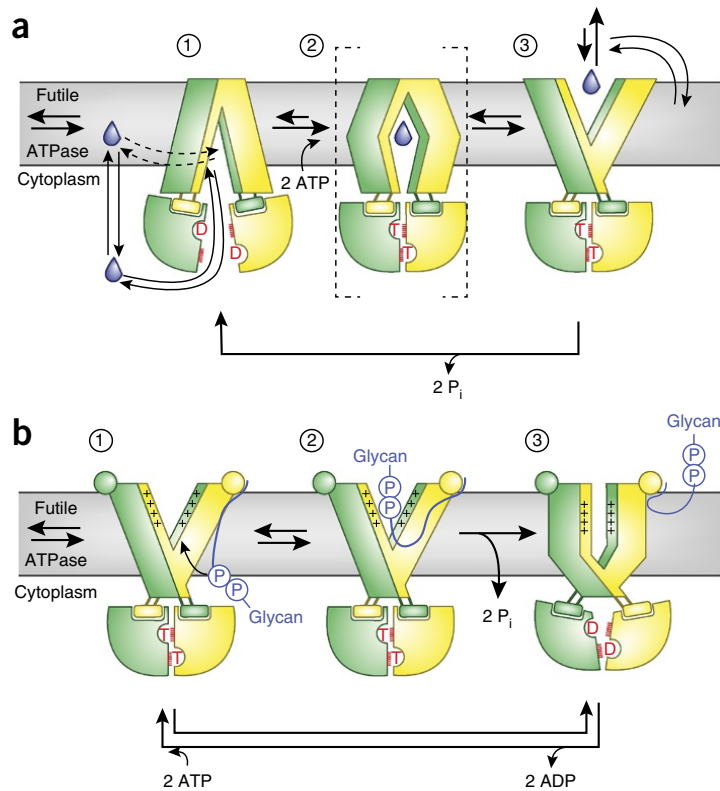 a
1 2 3
Futile
ATPase
Cytoplasm
2 ATP
D D
T T
T T
2 Pi
b
1 2 3
Glycan
P P
Glycan
P P
Futile
ATPase
++++ ++++
++++ ++++
++++ ++++
P P
Glycan
Cytoplasm
2 Pi
T T
T T
D D
2 ATP
2 ADP